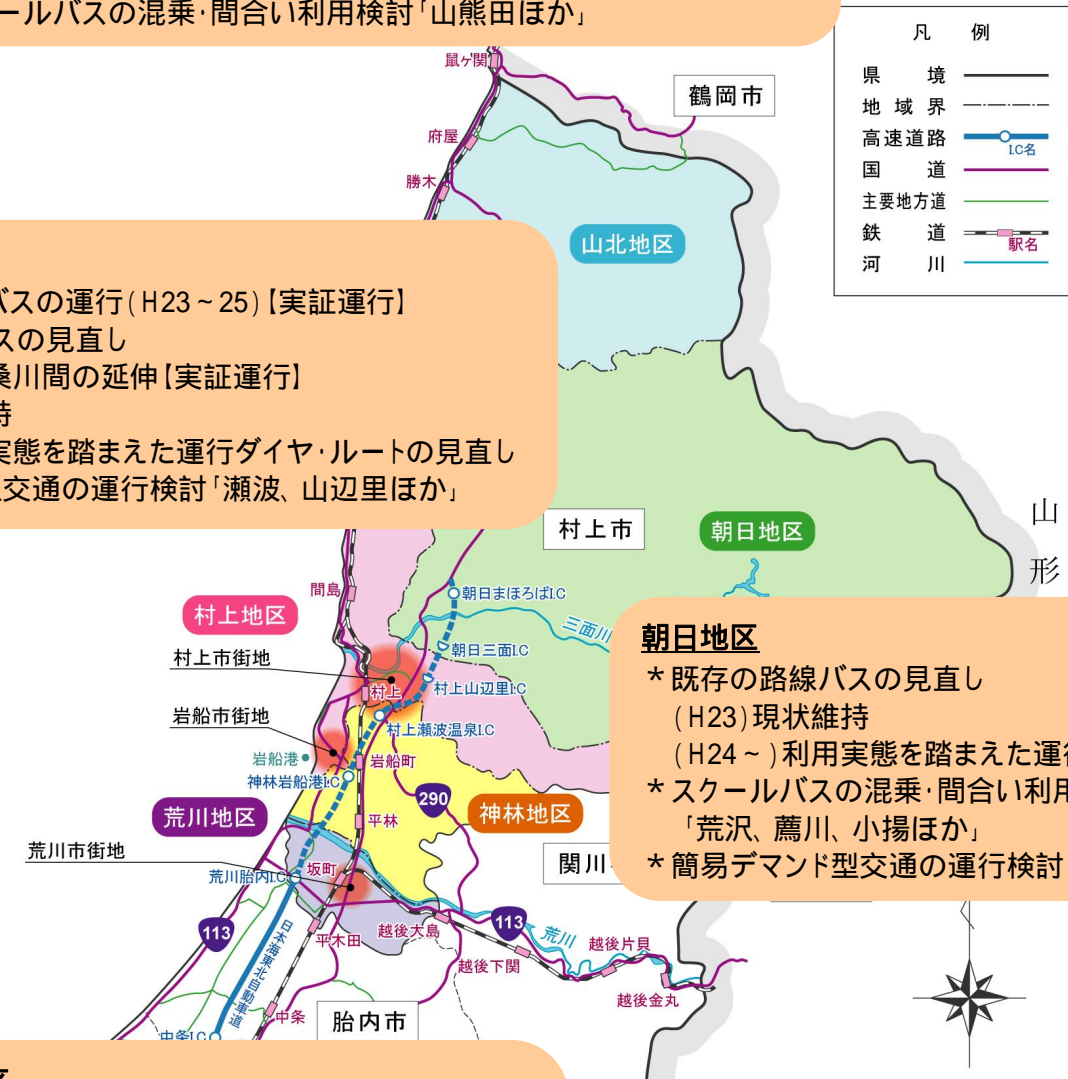 ールバスの混乗・間合い利用検討「山熊田ほか」
凡 例
県 境
地 域 界
高速道路
I.C名
国 道
主要地方道
鉄 道
駅名
河 川
鼠ヶ関
鶴岡市
府屋
勝木
山北地区
バスの運行(H23~25)【実証運行】
スの見直し
桑川間の延伸【実証運行】
持
実態を踏まえた運行ダイヤ・ルートの見直し
交通の運行検討「瀬波、山辺里ほか」
村上市
朝日地区
山
形
間島
朝日まほろばI.C
村上地区
三面川
朝日三面I.C
村上市街地
村上
村上山辺里I.C
岩船市街地
村上瀬波温泉I.C
岩船港
岩船町
神林岩船港I.C
290
荒川地区
平林
神林地区
荒川市街地
坂町
荒川胎内I.C
関川
朝日地区
*既存の路線バスの見直し
(H23)現状維持
(H24~)利用実態を踏まえた運行
*スクールバスの混乗・間合い利用
「荒沢、薦川、小揚ほか」
*簡易デマンド型交通の運行検討
113
平木田
越後大島
113
荒川
越後片貝
越後下関
越後金丸
日本海東北自動車道
中条
胎内市
中条I.C